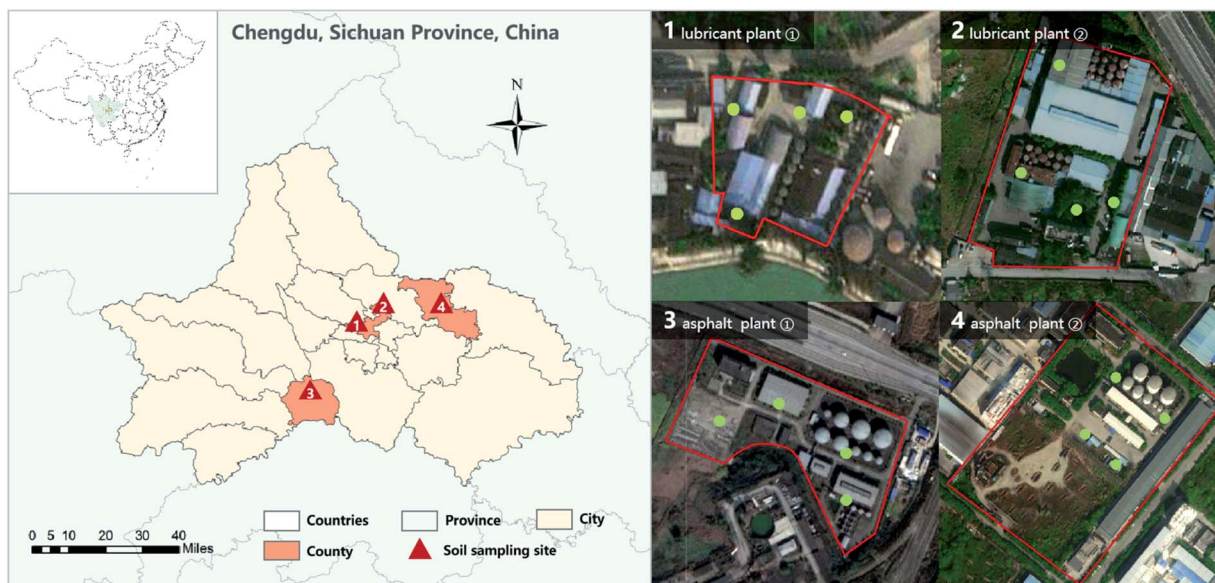 Chengdu, Sichuan Province, China
N
1
2
4
3
0 5 10 20 30 40
Miles
Countries
Province
City
County
Soil sampling site
1 lubricant plant ①
2 lubricant plant ②
3 asphalt plant ①
4 asphalt plant ②